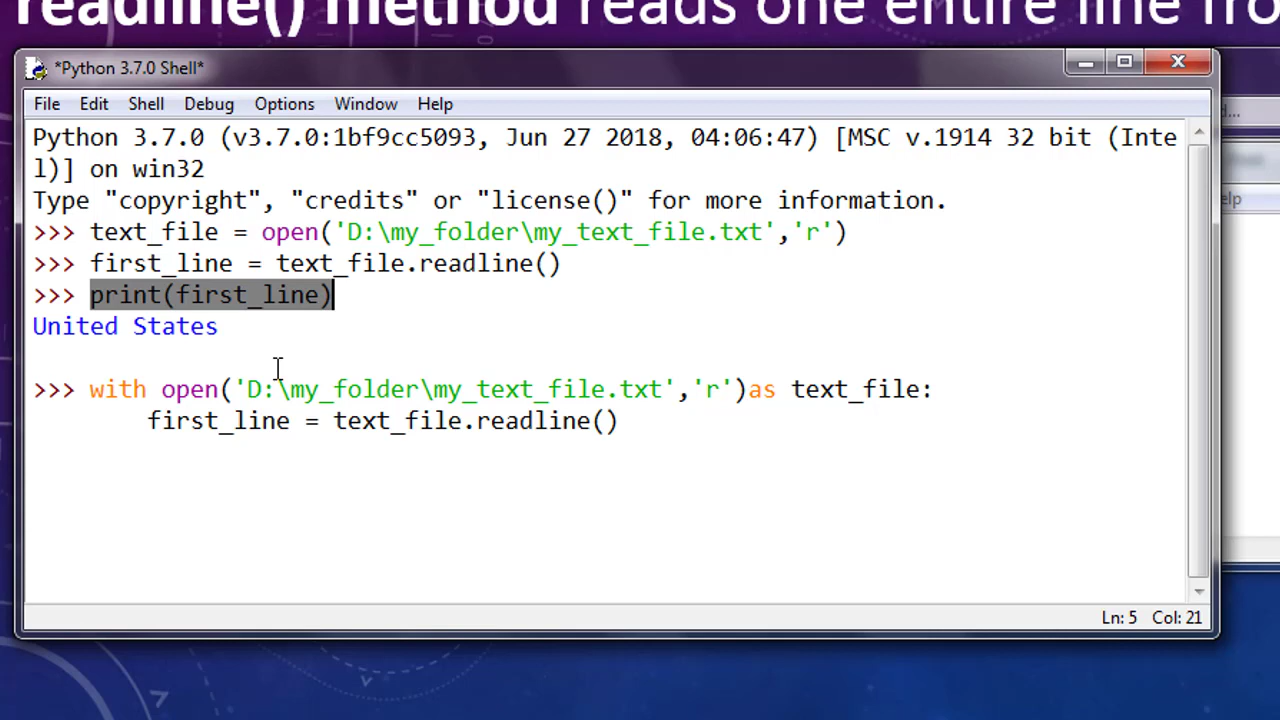 readline() method reads one entire line fro
*Python 3.7.0 Shell*
File Edit Shell Debug Options Window Help
Python 3.7.0 (v3.7.0:1bf9cc5093, Jun 27 2018, 04:06:47) [MSC v.1914 32 bit (Inte
l)] on win32
Type "copyright", "credits" or "license()" for more information.
>>> text_file = open('D:\my_folder\my_text_file.txt','r')
>>> first_line = text_file.readline()
>>> print(first_line)
United States
>>> with open('D:\my_folder\my_text_file.txt','r')as text_file:
first_line = text_file.readline()
Ln: 5 Col: 21